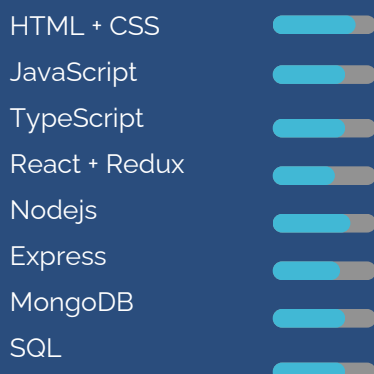 HTML + CSS
JavaScript
TypeScript
React + Redux
Nodejs
Express
MongoDB
SQL